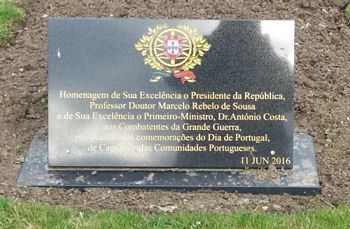 Homenagem de Sua Excelência o Presidente da República,
Professor Doutor Marcelo Rebelo de Sousa
e de Sua Excelência o Primeiro-Ministro, Dr. António Costa,
aos Combatentes da Grande Guerra,
por ocasião das comemorações do Dia de Portugal,
de Camões e das Comunidades Portuguesas.
11 JUN 2016